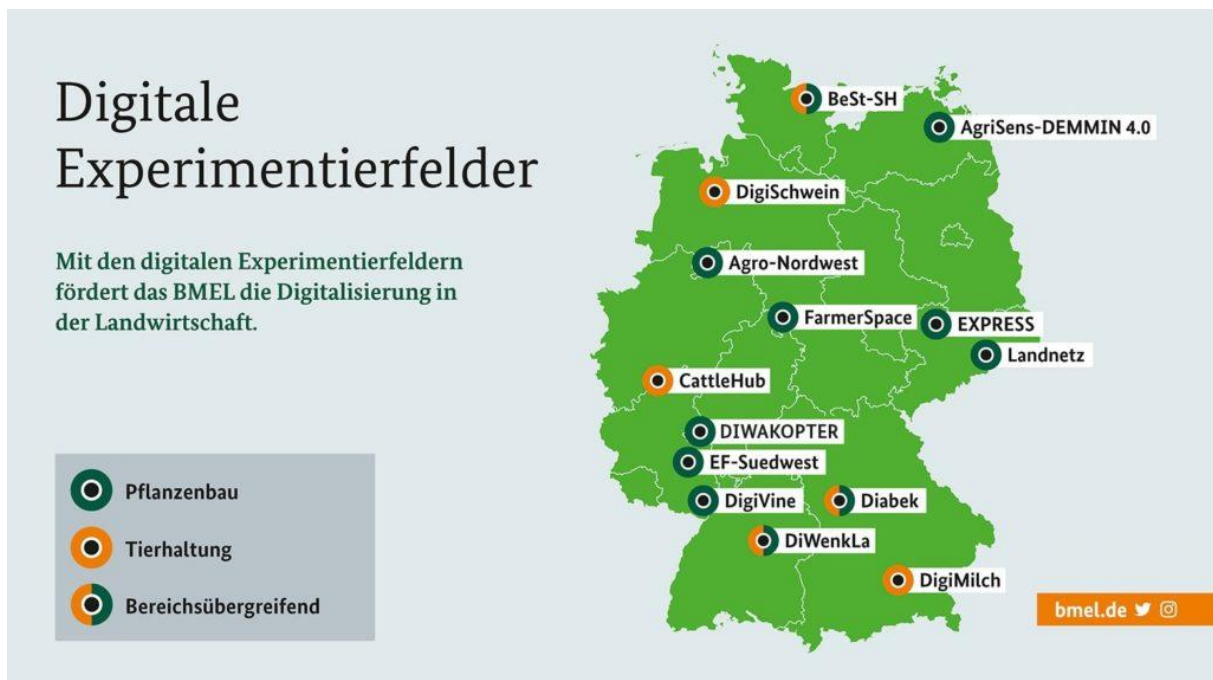 Digitale
Experimentierfelder
Mit den digitalen Experimentierfeldern
fördert das BMEL die Digitalisierung in
der Landwirtschaft.
Pflanzenbau
Tierhaltung
Bereichsübergreifend
BeSt-SH
AgriSens-DEMMIN 4.0
DigiSchwein
Agro-Nordwest
FarmerSpace
EXPRESS
Landnetz
CattleHub
DIWAKOPTER
EF-Suedwest
DigiVine
Diabek
DiWenkLa
DigiMilch
bmel.de